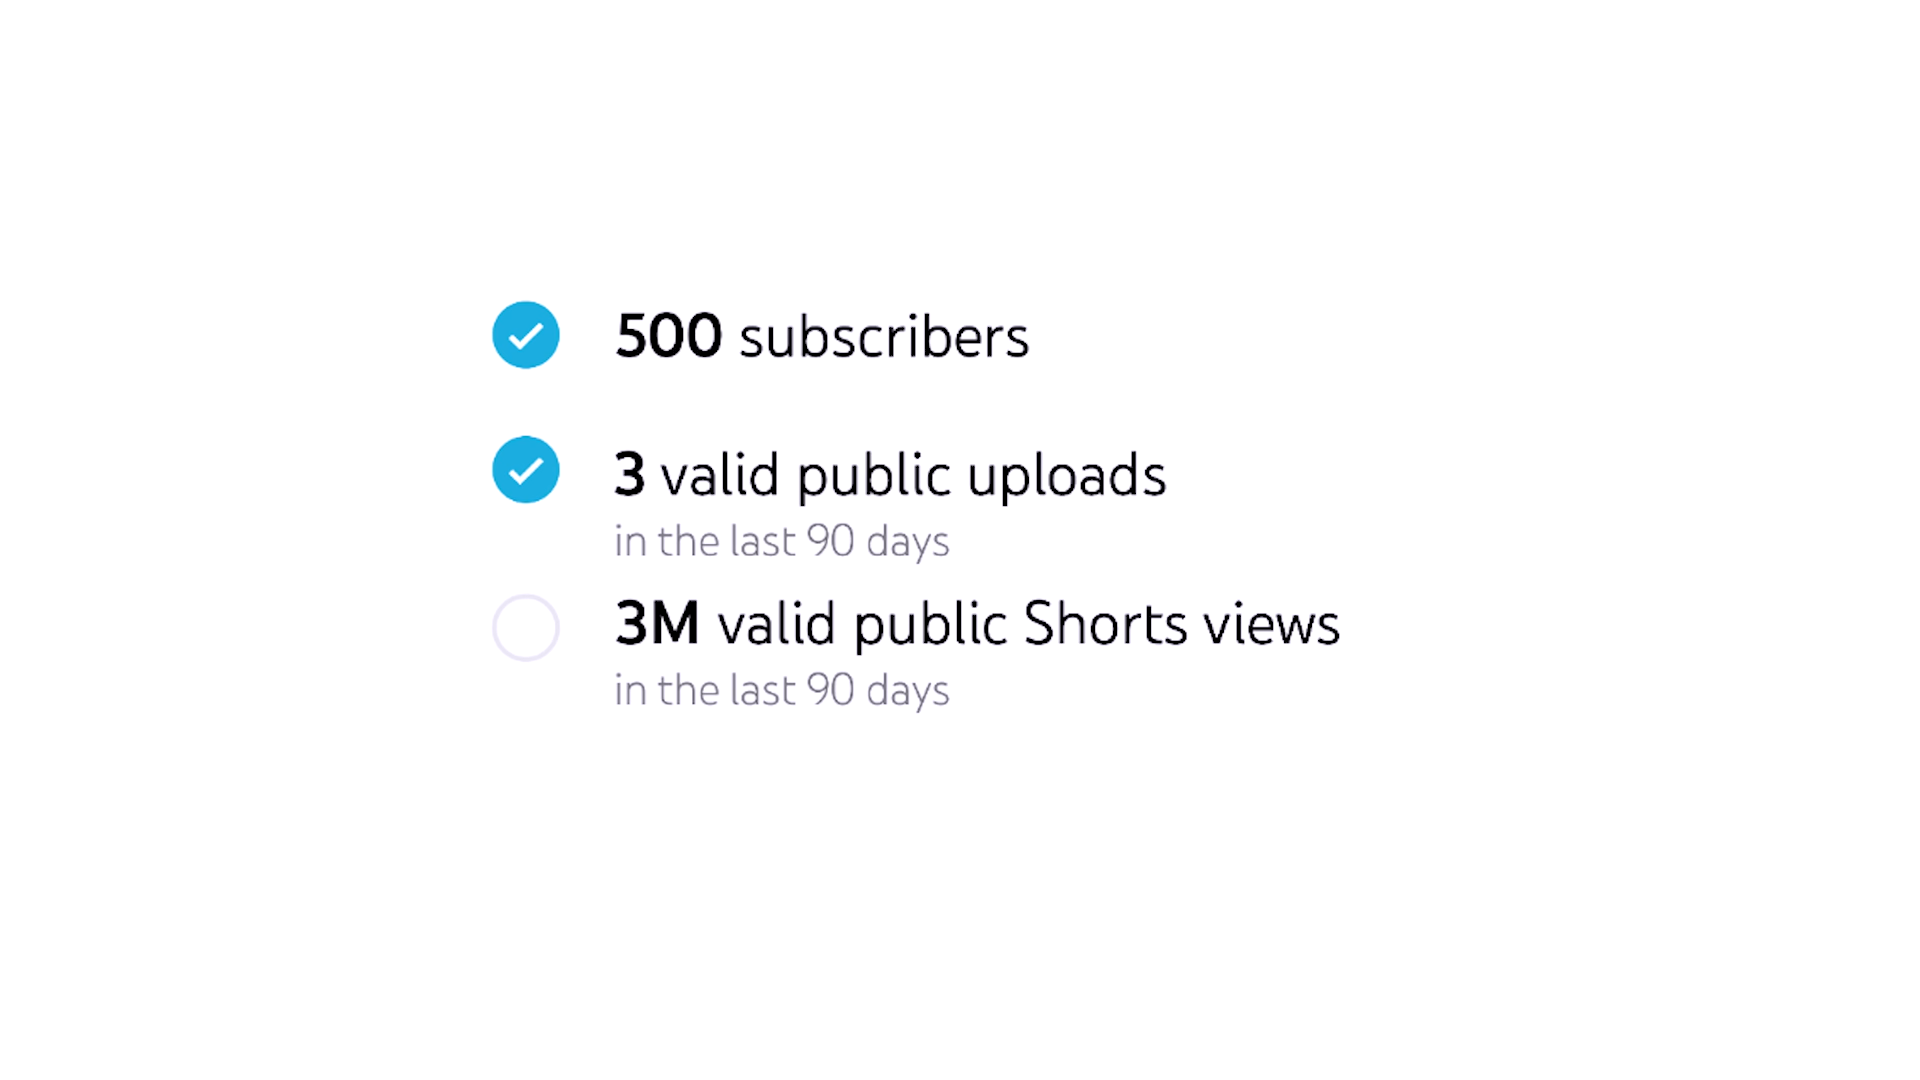 500 subscribers
3 valid public uploads
in the last 90 days
3M valid public Shorts views
in the last 90 days